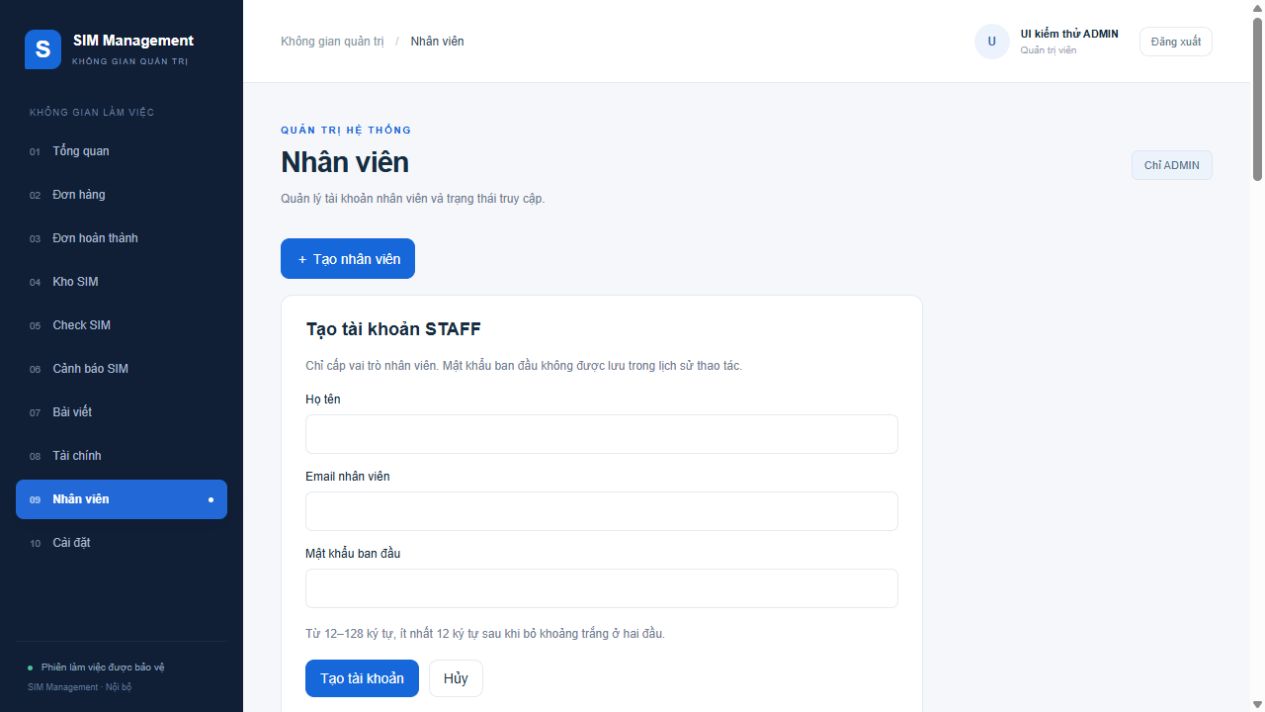 S
SIM Management
KHÔNG GIAN QUẢN TRỊ
KHÔNG GIAN LÀM VIỆC
01 Tổng quan
02 Đơn hàng
03 Đơn hoàn thành
04 Kho SIM
05 Check SIM
06 Cảnh báo SIM
07 Bài viết
08 Tài chính
09 Nhân viên
10 Cài đặt
Phiên làm việc được bảo vệ
SIM Management · Nội bộ
Không gian quản trị / Nhân viên
U
UI kiểm thử ADMIN
Quản trị viên
Đăng xuất
QUẢN TRỊ HỆ THỐNG
Nhân viên
Quản lý tài khoản nhân viên và trạng thái truy cập.
Chỉ ADMIN
+ Tạo nhân viên
Tạo tài khoản STAFF
Chỉ cấp vai trò nhân viên. Mật khẩu ban đầu không được lưu trong lịch sử thao tác.
Họ tên
Email nhân viên
Mật khẩu ban đầu
Từ 12–128 ký tự, ít nhất 12 ký tự sau khi bỏ khoảng trắng ở hai đầu.
Tạo tài khoản
Hủy